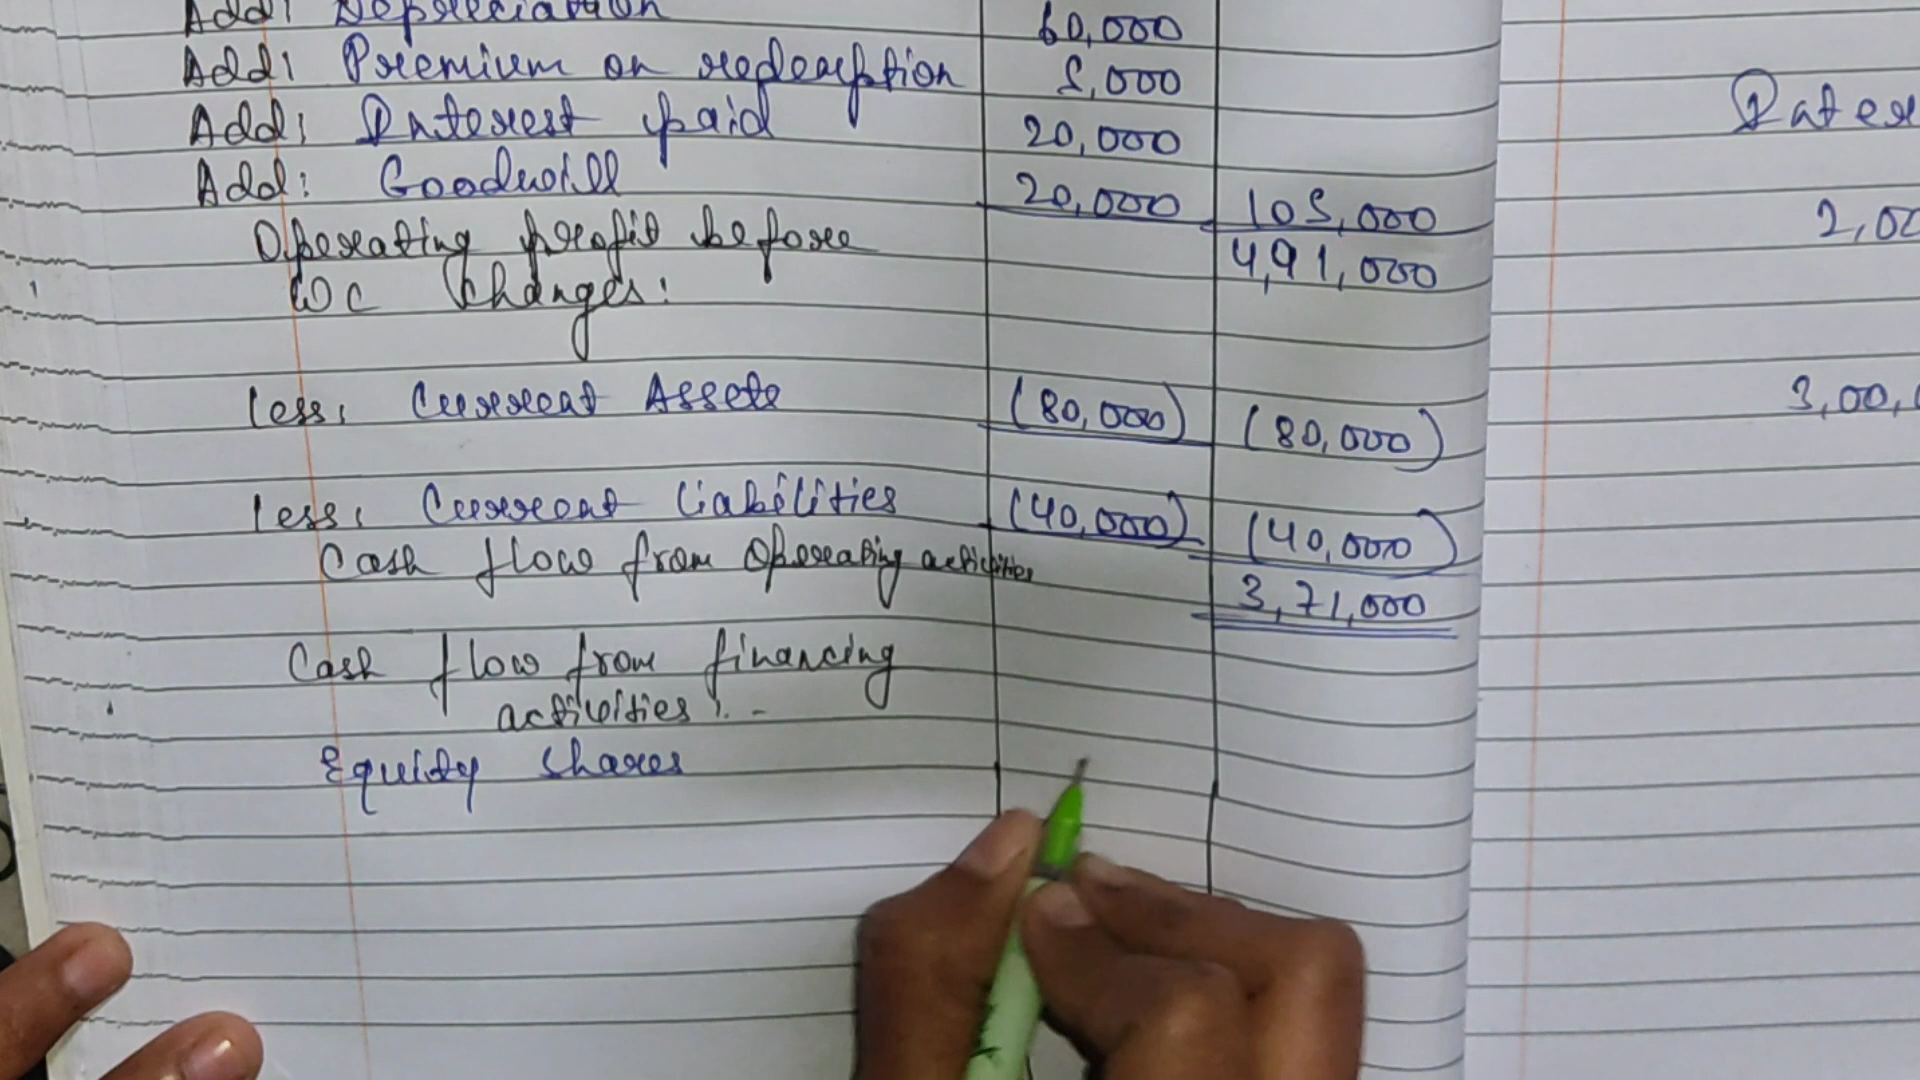 Add: Depreciation 60,000
Add: Premium on redemption 5,000
Add: Interest paid 20,000
Add: Goodwill 20,000 105,000
Operating profit before 4,91,000
WC Changes:
Less: Current Assets (80,000) (80,000)
Less: Current Liabilities (40,000) (40,000)
Cash flow from Operating activities
3,71,000
Cash flow from financing
activities:-
Equity shares
2,00
3,00,